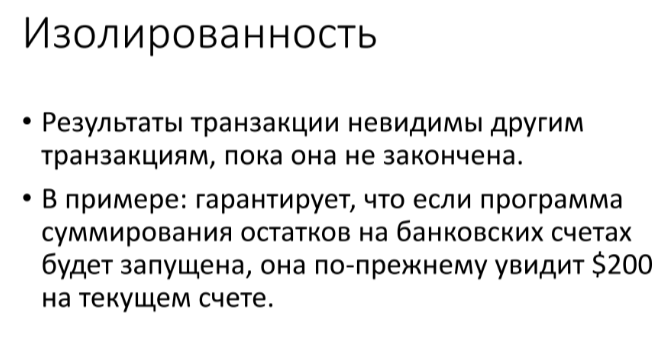 Изолированность
• Результаты транзакции невидимы другим
транзакциям, пока она не закончена.
• В примере: гарантирует, что если программа
суммирования остатков на банковских счетах
будет запущена, она по-прежнему увидит $200
на текущем счете.